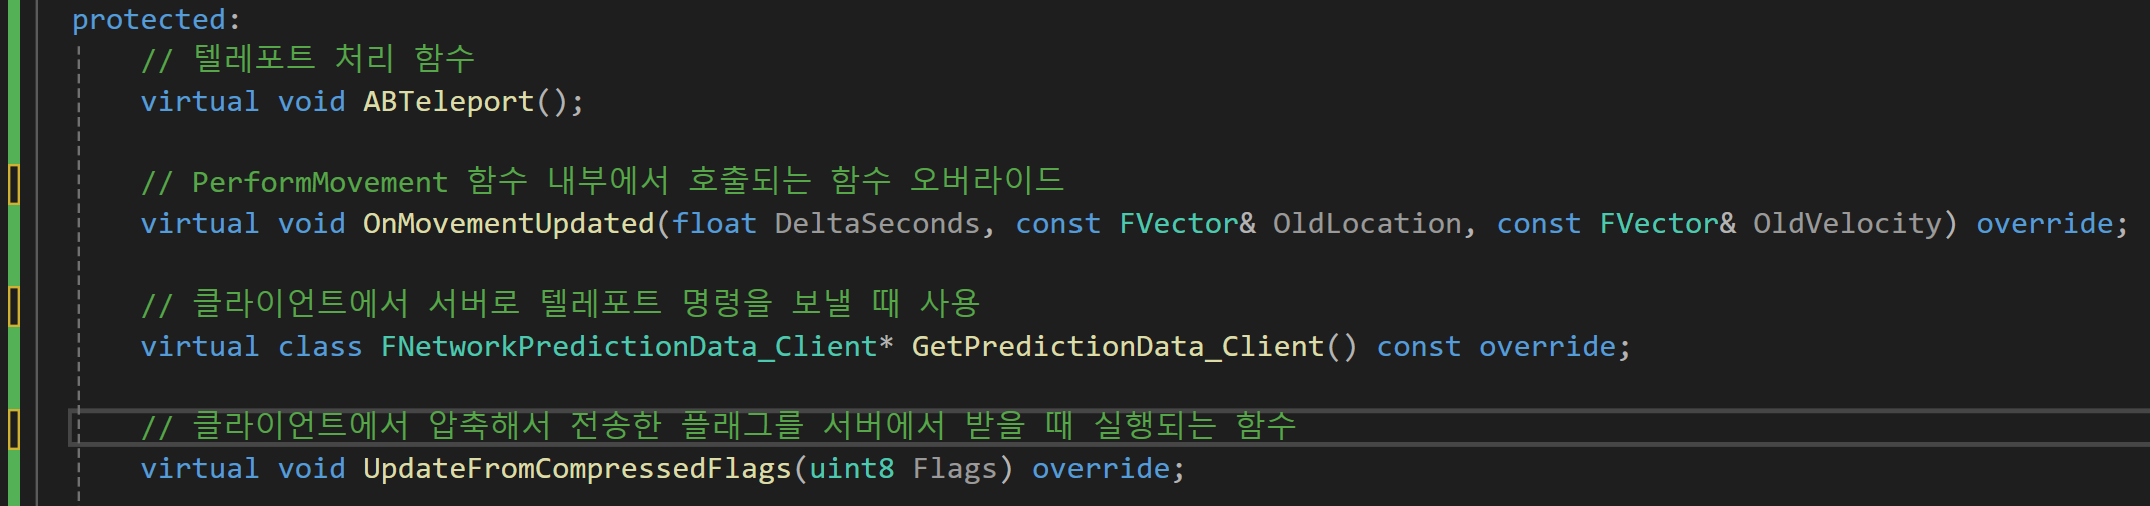 protected:
// 텔레포트 처리 함수
virtual void ABTeleport();
// PerformMovement 함수 내부에서 호출되는 함수 오버라이드
virtual void OnMovementUpdated(float DeltaSeconds, const FVector& OldLocation, const FVector& OldVelocity) override;
// 클라이언트에서 서버로 텔레포트 명령을 보낼 때 사용
virtual class FNetworkPredictionData_Client* GetPredictionData_Client() const override;
// 클라이언트에서 압축해서 전송한 플래그를 서버에서 받을 때 실행되는 함수
virtual void UpdateFromCompressedFlags(uint8 Flags) override;